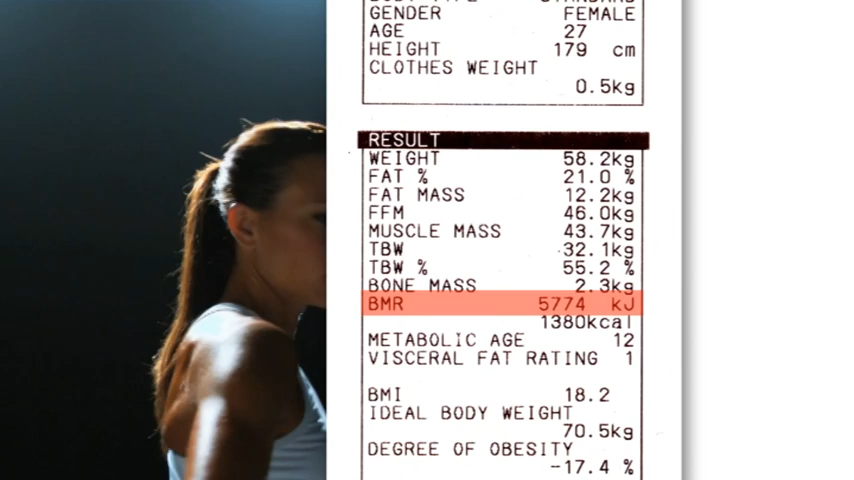 GENDER FEMALE
AGE 27
HEIGHT 179 cm
CLOTHES WEIGHT
0.5kg
RESULT
WEIGHT 58.2kg
FAT % 21.0 %
FAT MASS 12.2kg
FFM 46.0kg
MUSCLE MASS 43.7kg
TBW 32.1kg
TBW % 55.2 %
BONE MASS 2.3kg
BMR 5774 kJ
1380kcal
METABOLIC AGE 12
VISCERAL FAT RATING 1
BMI 18.2
IDEAL BODY WEIGHT
70.5kg
DEGREE OF OBESITY
-17.4 %